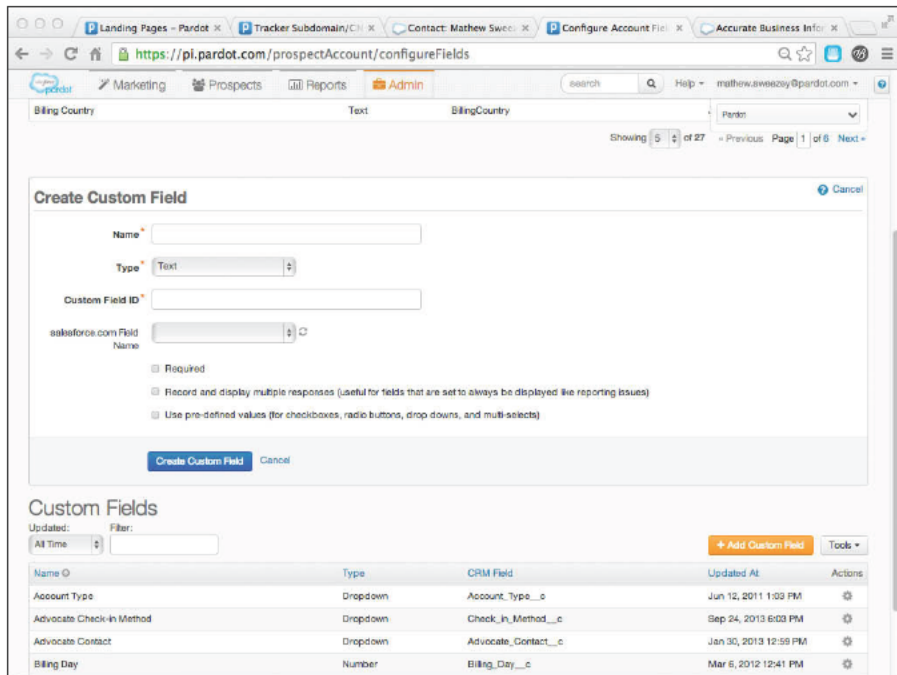 Landing Pages – Pardot
Tracker Subdomain/CN
Contact: Mathew Sweez
Configure Account Fiel
Accurate Business Infor
https://pi.pardot.com/prospectAccount/configureFields
pardot
Marketing
Prospects
Reports
Admin
search
Help
mathew.sweezey@pardot.com
Billing Country Text BillingCountry
Pardot
Showing 5 of 27 « Previous Page 1 of 6 Next »
Create Custom Field
Cancel
Name*
Type* Text
Custom Field ID*
salesforce.com Field
Name
Required
Record and display multiple responses (useful for fields that are set to always be displayed like reporting issues)
Use pre-defined values (for checkboxes, radio buttons, drop downs, and multi-selects)
Create Custom Field Cancel
Custom Fields
Updated: Filter:
All Time
+ Add Custom Field Tools
Name Type CRM Field Updated At Actions
Account Type Dropdown Account_Type__c Jun 12, 2011 1:03 PM
Advocate Check-in Method Dropdown Check_in_Method__c Sep 24, 2013 6:03 PM
Advocate Contact Dropdown Advocate_Contact__c Jan 30, 2013 12:59 PM
Billing Day Number Billing_Day__c Mar 6, 2012 12:41 PM